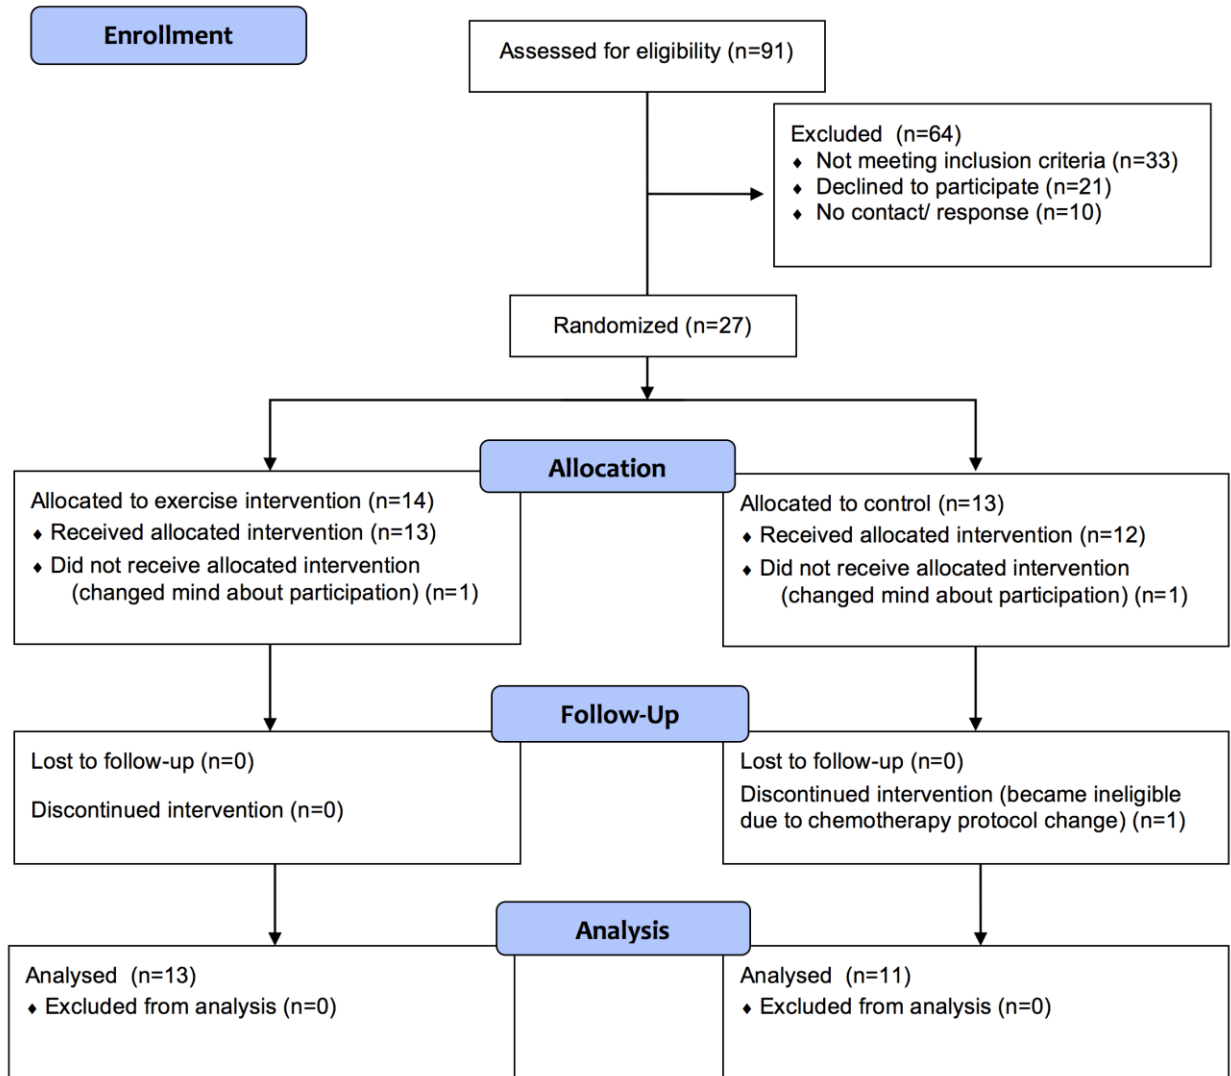 Enrollment
Assessed for eligibility (n=91)
Excluded  (n=64)
♦ Not meeting inclusion criteria (n=33)
♦ Declined to participate (n=21)
♦ No contact/ response (n=10)
Randomized (n=27)
Allocation
Allocated to exercise intervention (n=14)
♦ Received allocated intervention (n=13)
♦ Did not receive allocated intervention
(changed mind about participation) (n=1)
Allocated to control (n=13)
♦ Received allocated intervention (n=12)
♦ Did not receive allocated intervention
(changed mind about participation) (n=1)
Follow-Up
Lost to follow-up (n=0)
Discontinued intervention (n=0)
Lost to follow-up (n=0)
Discontinued intervention (became ineligible
due to chemotherapy protocol change) (n=1)
Analysis
Analysed  (n=13)
♦ Excluded from analysis (n=0)
Analysed  (n=11)
♦ Excluded from analysis (n=0)